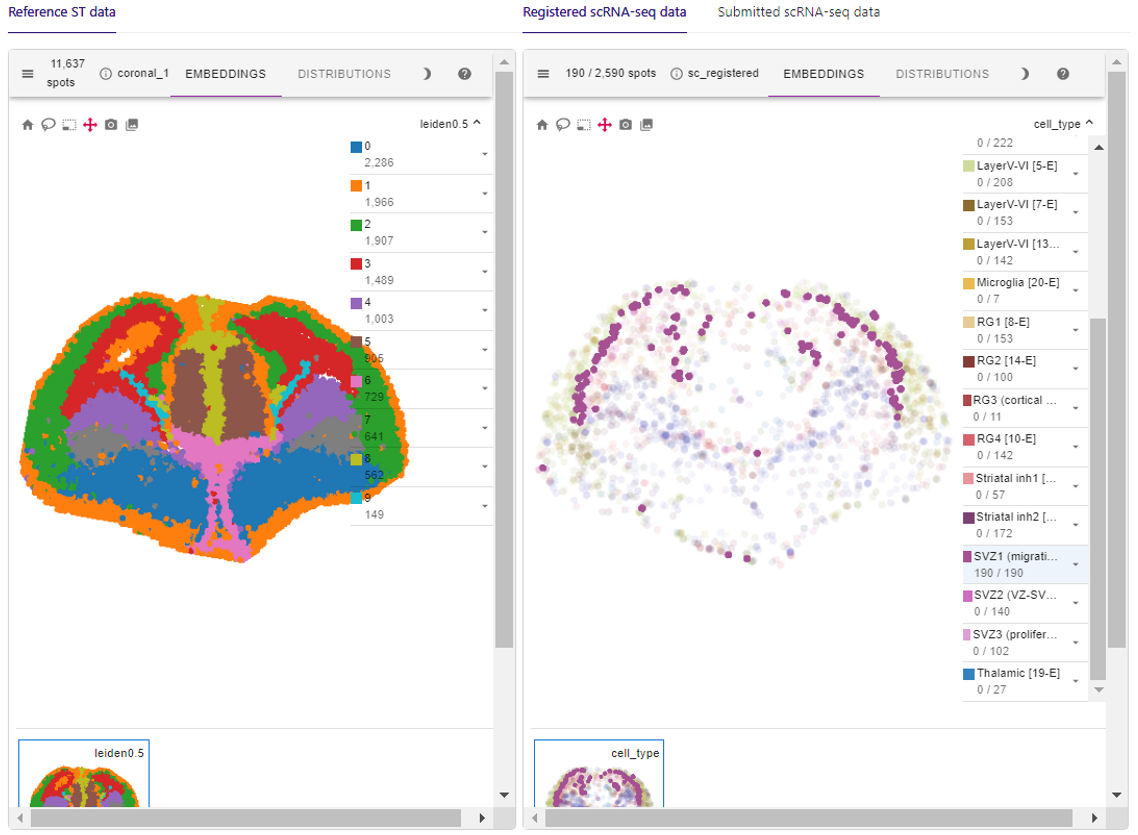 Reference ST data
Registered scRNA-seq data
Submitted scRNA-seq data
11,637
spots
coronal_1
EMBEDDINGS
DISTRIBUTIONS
leiden0.5
0
2,286
1
1,966
2
1,907
3
1,489
4
1,003
5
905
6
729
7
641
8
562
9
149
leiden0.5
190 / 2,590 spots
sc_registered
EMBEDDINGS
DISTRIBUTIONS
cell_type
0 / 222
LayerV-VI [5-E]
0 / 208
LayerV-VI [7-E]
0 / 153
LayerV-VI [13...
0 / 142
Microglia [20-E]
0 / 7
RG1 [8-E]
0 / 153
RG2 [14-E]
0 / 100
RG3 (cortical ...
0 / 11
RG4 [10-E]
0 / 142
Striatal inh1 [...
0 / 57
Striatal inh2 [...
0 / 172
SVZ1 (migrati...
190 / 190
SVZ2 (VZ-SV...
0 / 140
SVZ3 (prolifer...
0 / 102
Thalamic [19-E]
0 / 27
cell_type